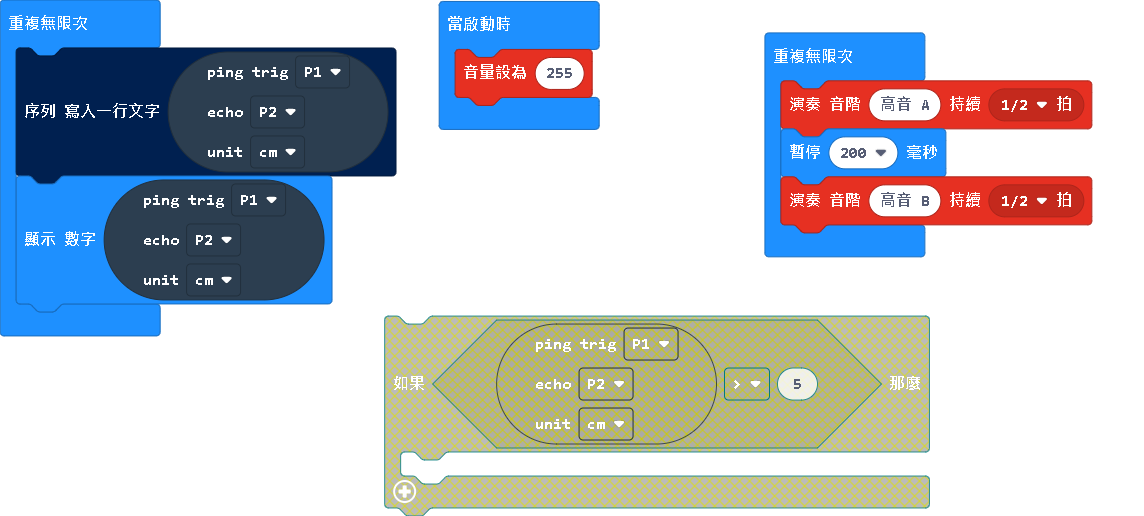 重複無限次
ping trig P1
序列 寫入一行文字 echo P2
unit cm
ping trig P1
顯示 數字 echo P2
unit cm
當啟動時
音量設為 255
重複無限次
演奏 音階 高音 A 持續 1/2 拍
暫停 200 毫秒
演奏 音階 高音 B 持續 1/2 拍
ping trig P1
如果 echo P2 > 5 那麼
unit cm